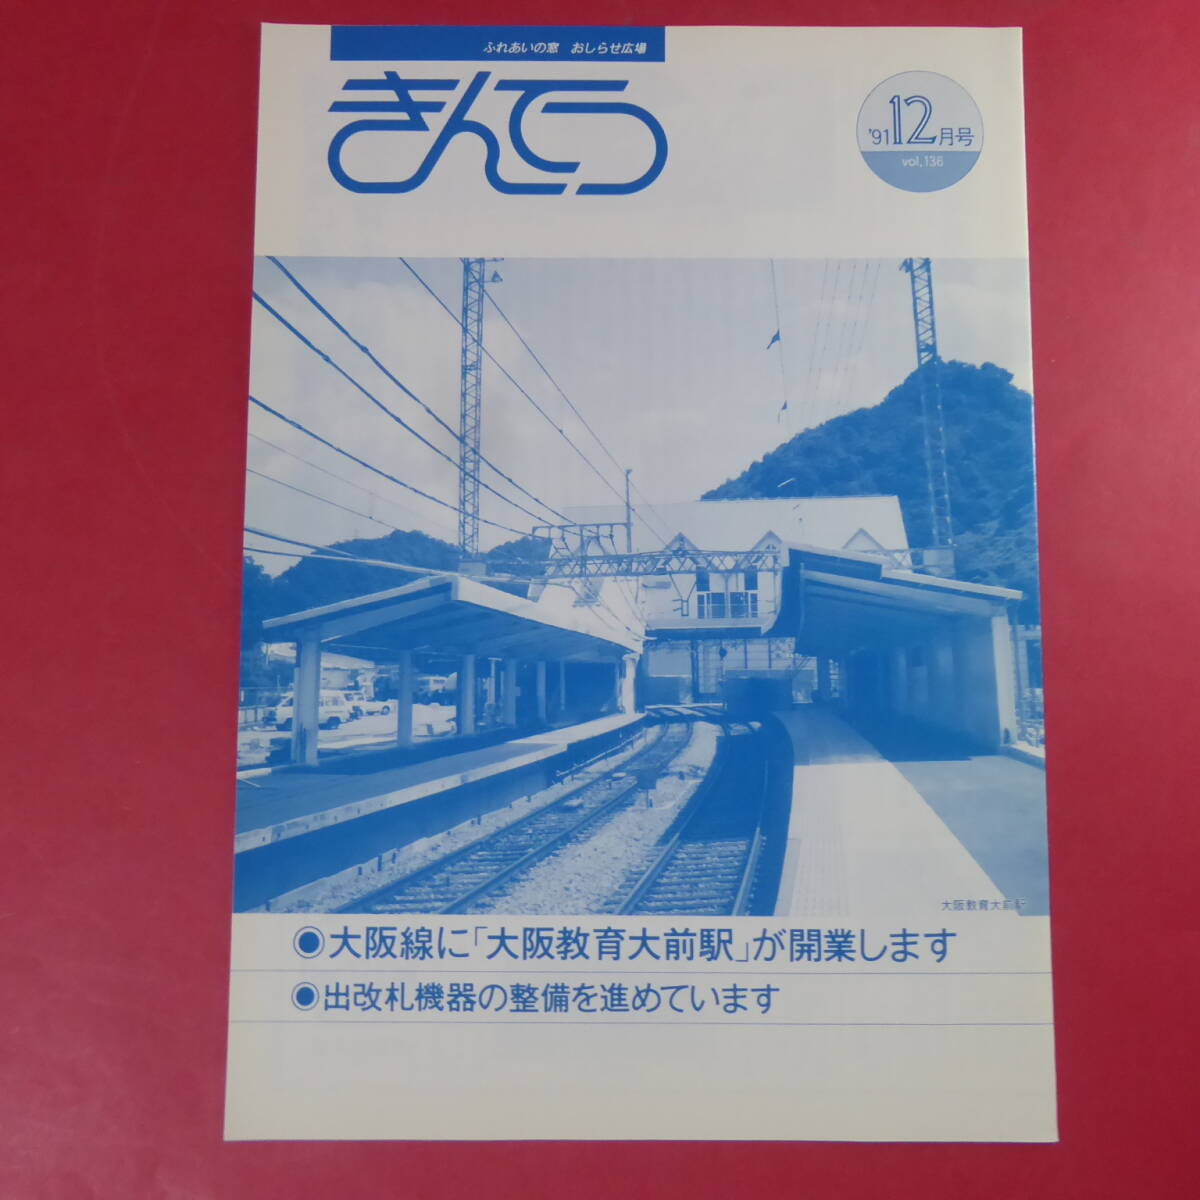 ふれあいの窓　おしらせ広場
きんてつ
'91 12月号
vol,136
大阪教育大前駅
◉大阪線に「大阪教育大前駅」が開業します
◉出改札機器の整備を進めています